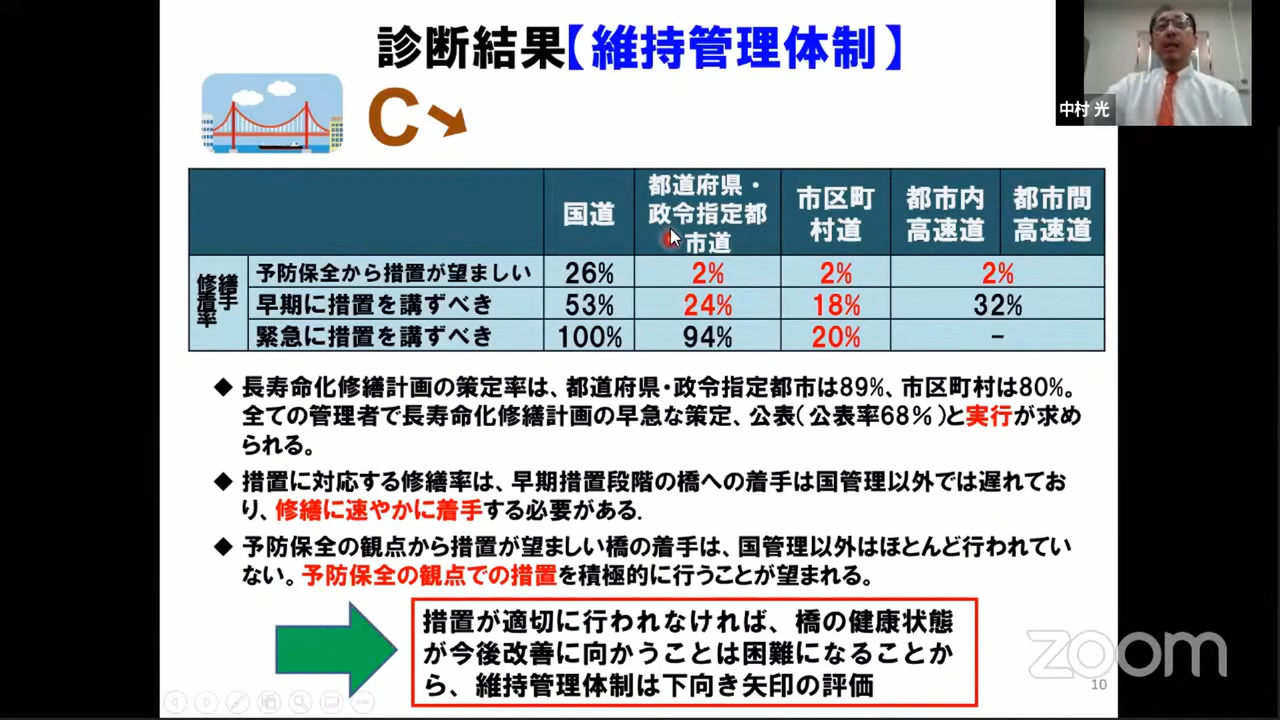 診断結果【維持管理体制】
中村 光
C
国道
都道府県・
政令指定都
市道
市区町
村道
都市内
高速道
都市間
高速道
修繕
着手
率
予防保全から措置が望ましい 26% 2% 2% 2%
早期に措置を講ずべき 53% 24% 18% 32%
緊急に措置を講ずべき 100% 94% 20% －
◆ 長寿命化修繕計画の策定率は、都道府県・政令指定都市は89%、市区町村は80%。
全ての管理者で長寿命化修繕計画の早急な策定、公表(公表率68%)と実行が求め
られる。
◆ 措置に対応する修繕率は、早期措置段階の橋への着手は国管理以外では遅れてお
り、修繕に速やかに着手する必要がある.
◆ 予防保全の観点から措置が望ましい橋の着手は、国管理以外はほとんど行われてい
ない。予防保全の観点での措置を積極的に行うことが望まれる。
措置が適切に行われなければ、橋の健康状態
が今後改善に向かうことは困難になることか
ら、維持管理体制は下向き矢印の評価
zoom
10